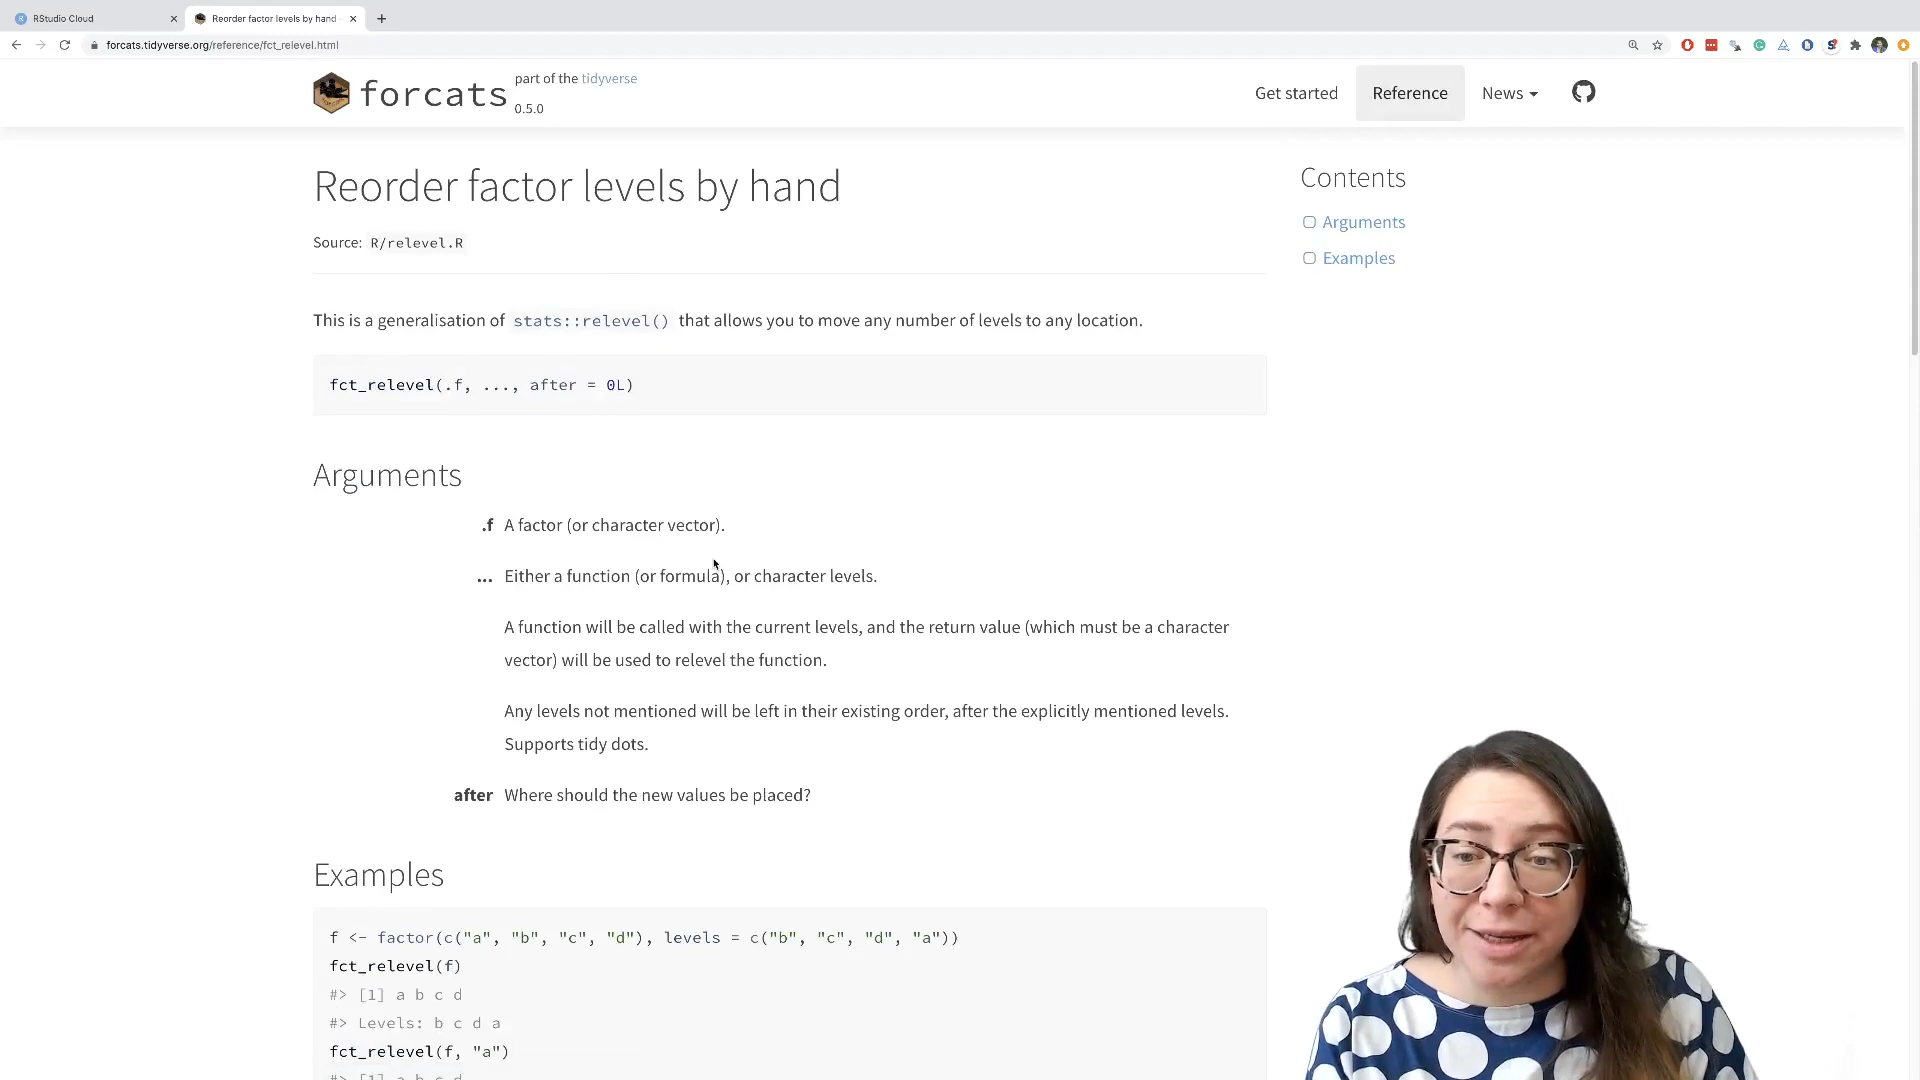 RStudio Cloud
Reorder factor levels by hand
forcats.tidyverse.org/reference/fct_relevel.html
forcats
part of the tidyverse
0.5.0
Get started
Reference
News
Reorder factor levels by hand
Source: R/relevel.R
Contents
Arguments
Examples
This is a generalisation of stats::relevel() that allows you to move any number of levels to any location.
fct_relevel(.f, ..., after = 0L)
Arguments
.f A factor (or character vector).
... Either a function (or formula), or character levels.
A function will be called with the current levels, and the return value (which must be a character
vector) will be used to relevel the function.
Any levels not mentioned will be left in their existing order, after the explicitly mentioned levels.
Supports tidy dots.
after Where should the new values be placed?
Examples
f <- factor(c("a", "b", "c", "d"), levels = c("b", "c", "d", "a"))
fct_relevel(f)
#> [1] a b c d
#> Levels: b c d a
fct_relevel(f, "a")
#> [1] a b c d